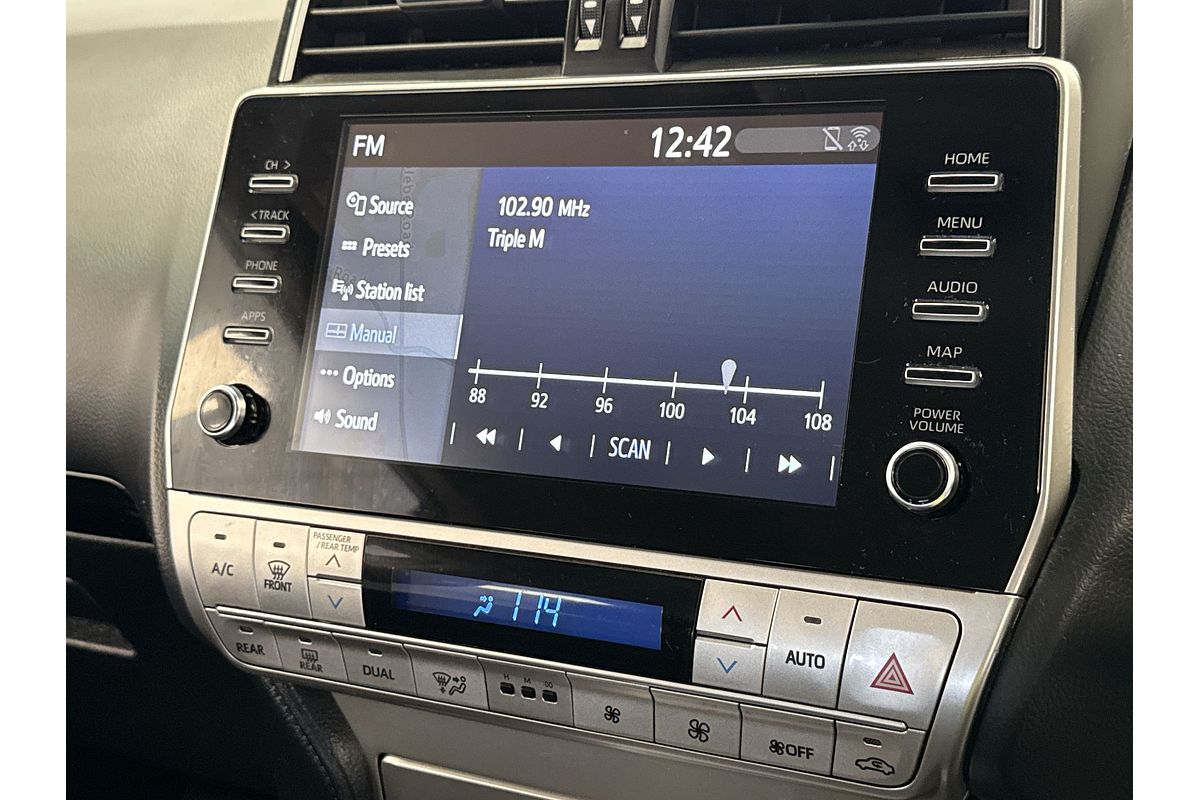 FM
12:42
CH >
< TRACK
PHONE
APPS
Source
Presets
Station list
Manual
Options
Sound
102.90 MHz
Triple M
88 92 96 100 104 108
SCAN
HOME
MENU
AUDIO
MAP
POWER
VOLUME
A/C
FRONT
PASSENGER
/REAR TEMP
AUTO
REAR
REAR
DUAL
H M
OFF